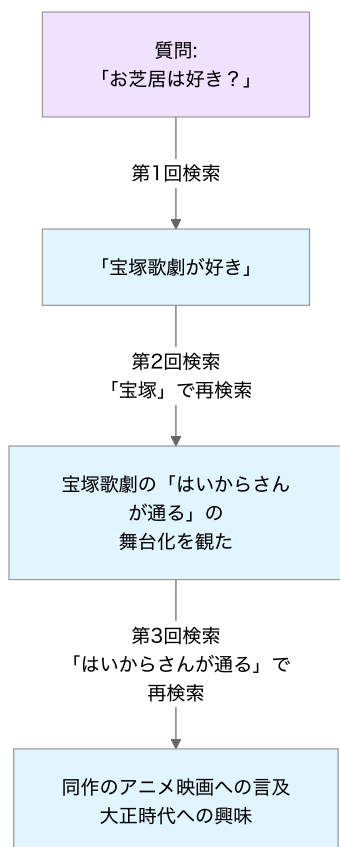 質問:
「お芝居は好き？」
第1回検索
「宝塚歌劇が好き」
第2回検索
「宝塚」で再検索
宝塚歌劇の「はいからさん
が通る」の
舞台化を観た
第3回検索
「はいからさんが通る」で
再検索
同作のアニメ映画への言及
大正時代への興味